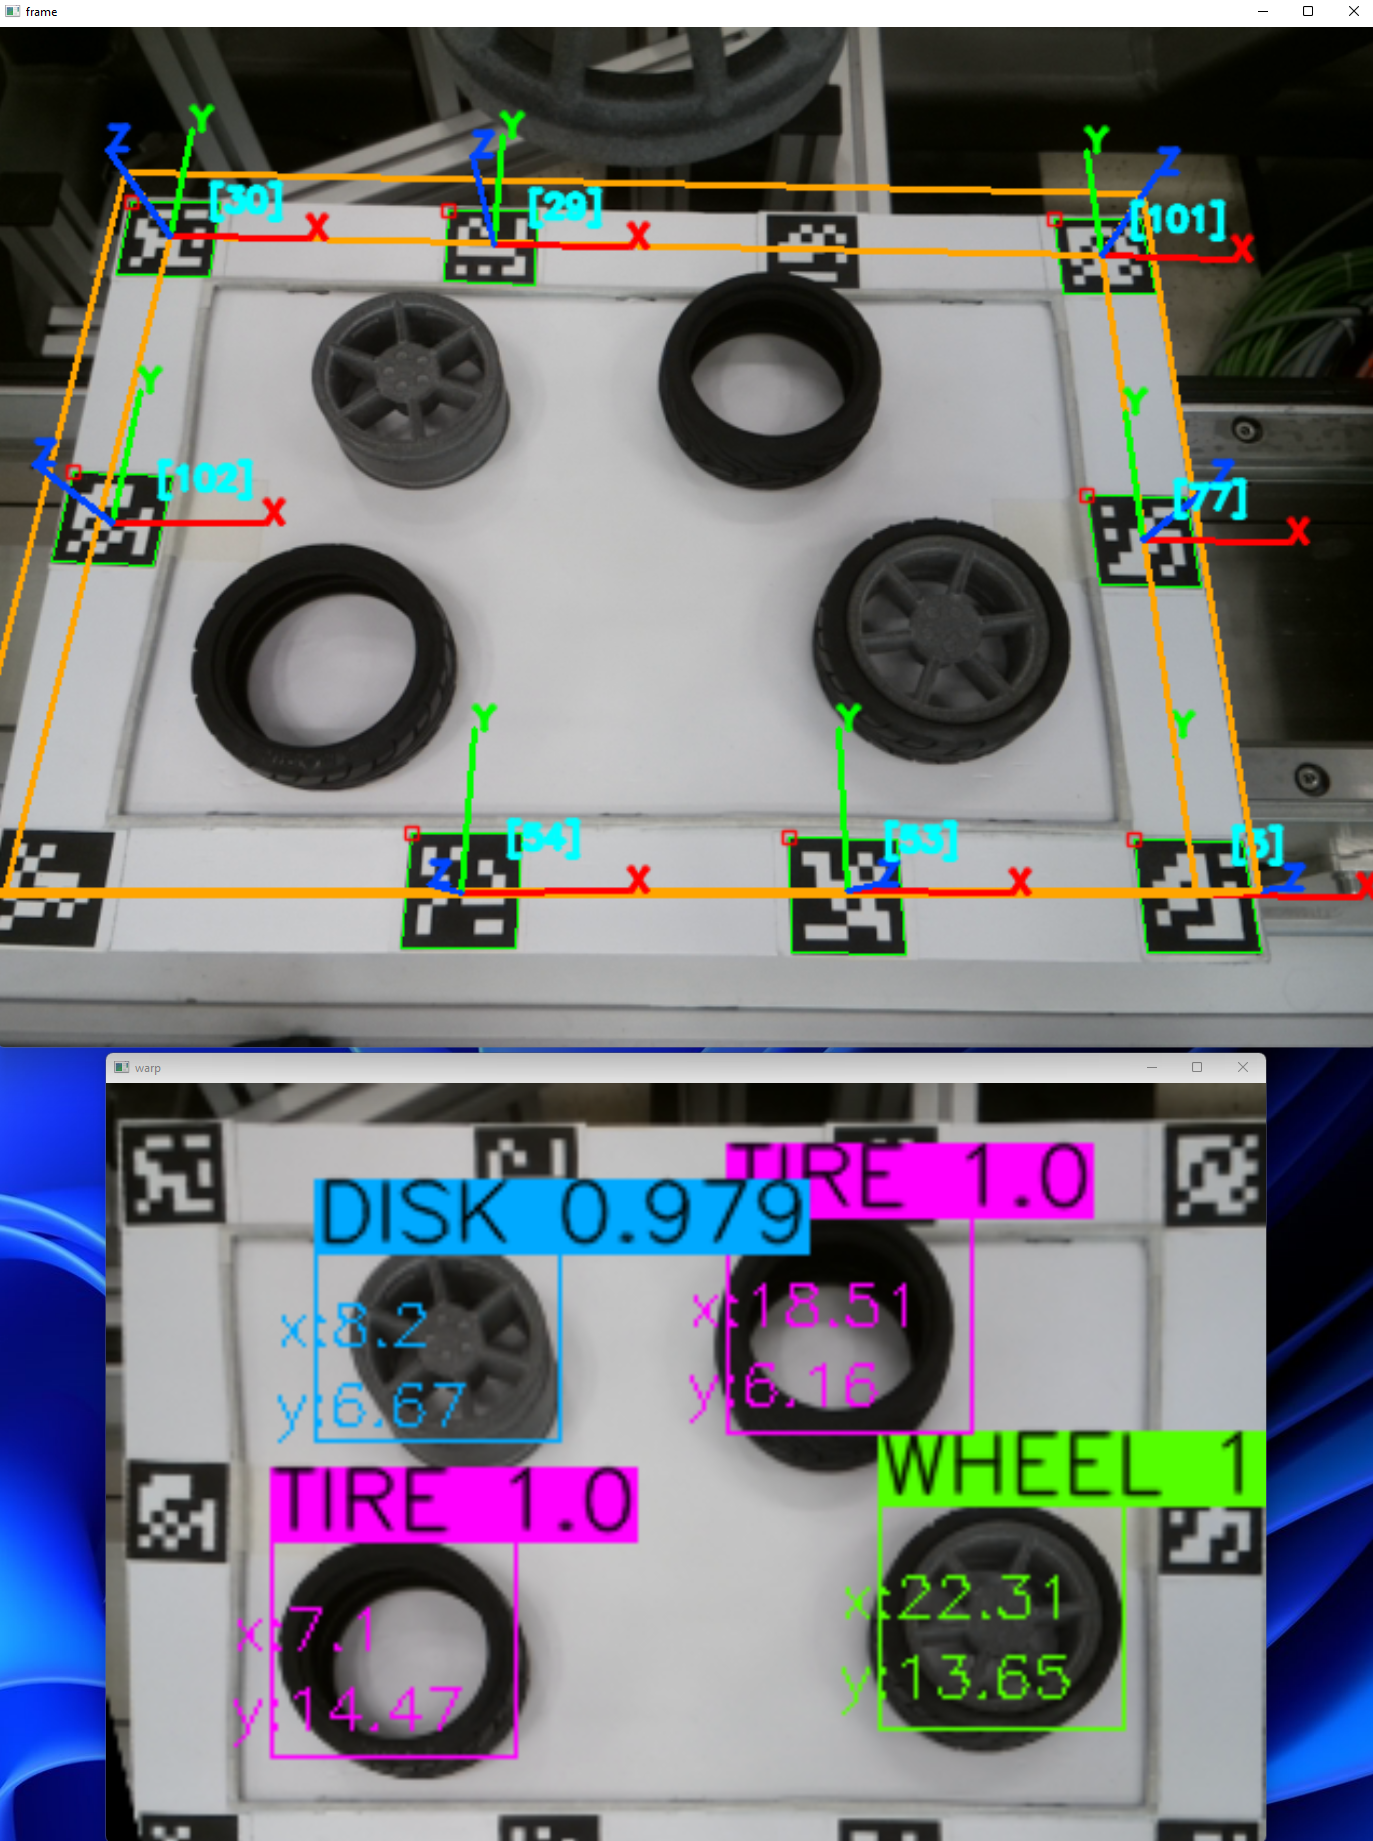 frame
Y
Y
Z
Z
[30]
X
[29]
X
Y
Z
[101]
X
Y
Z
[102]
X
Y
Z
[77]
X
Y
Z
[54]
X
Y
Z
[53]
X
Y
[5]
Z
X
warp
TIRE 1.0
DISK 0.979
x:18.51
y:6.16
x:8.2
y:6.67
WHEEL 1
TIRE 1.0
x:22.31
y:13.65
x:7.1
y:14.47